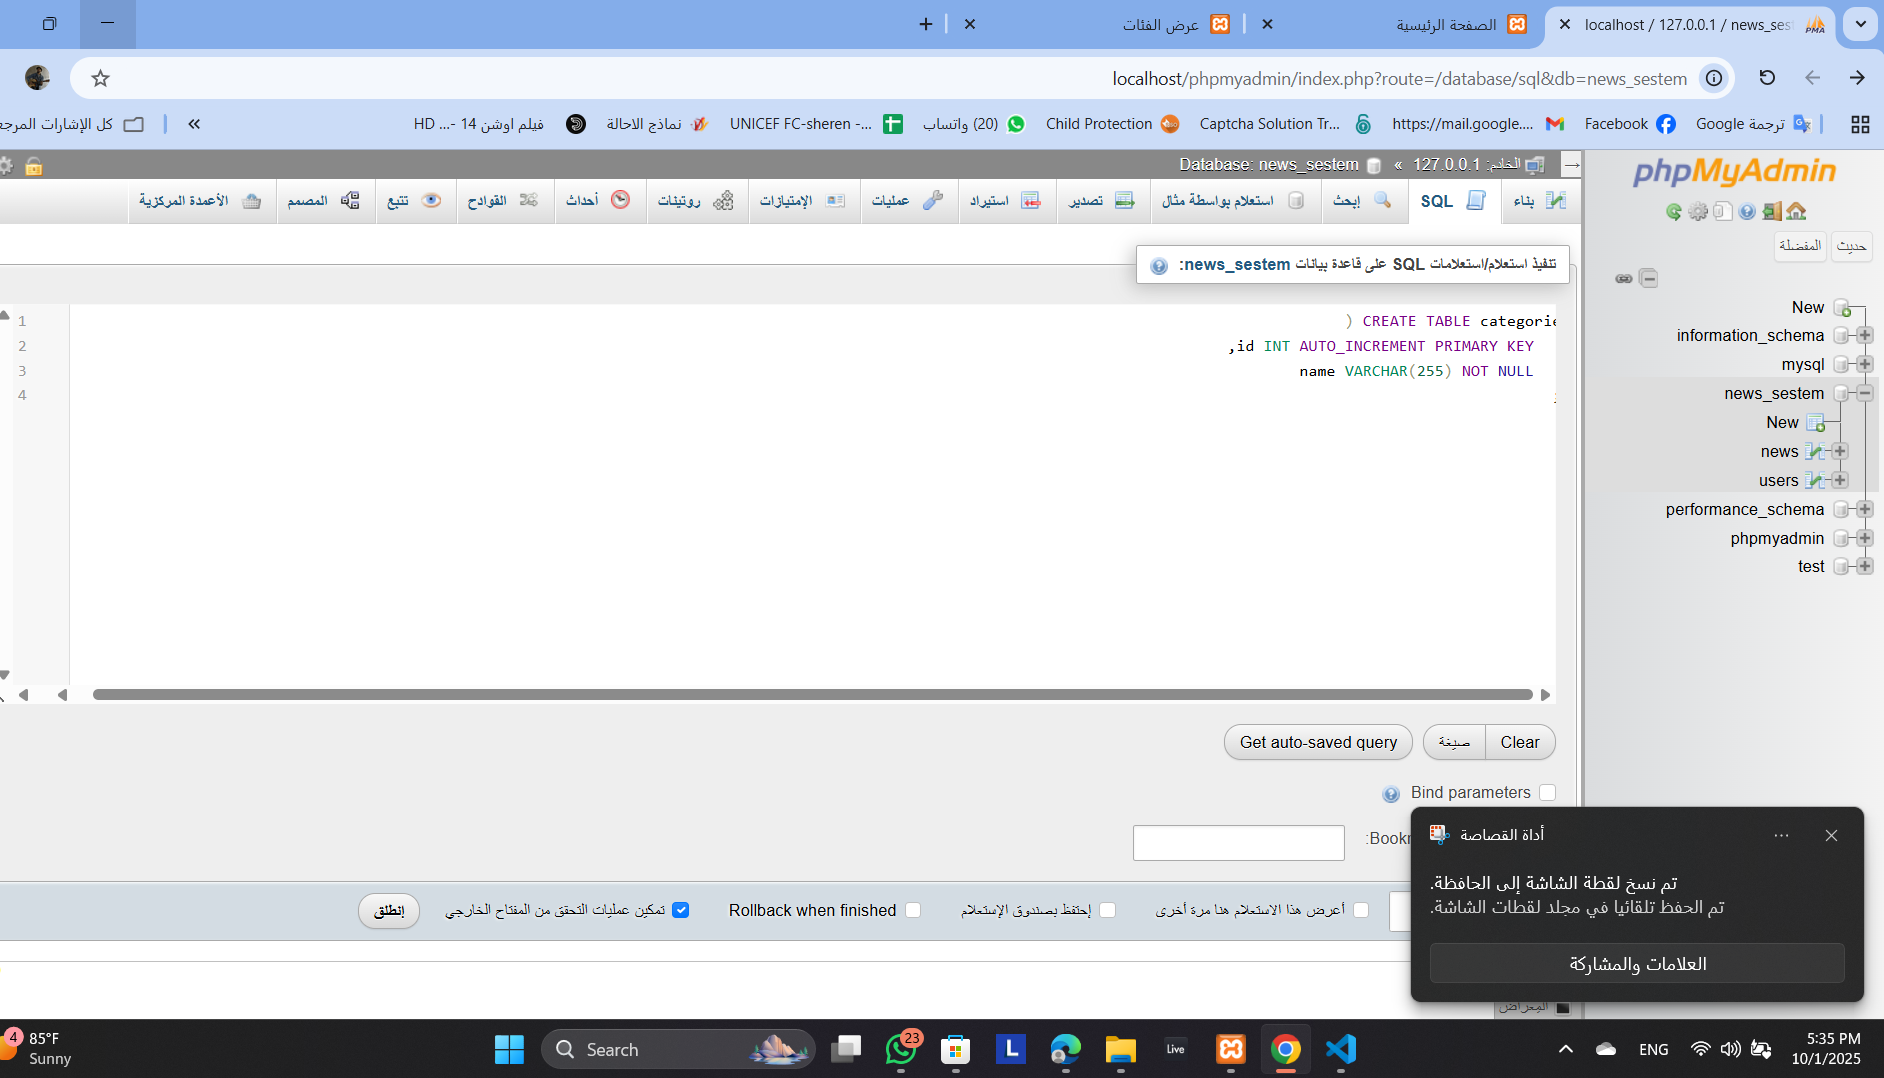 localhost / 127.0.0.1 / news_ses
الصفحة الرئيسية
عرض الفئات
localhost/phpmyadmin/index.php?route=/database/sql&db=news_sestem
ترجمة Google
Facebook
https://mail.google....
Captcha Solution Tr...
Child Protection
(20) واتساب
UNICEF FC-sheren -...
نماذج الاحالة
فيلم اوشن 14 -... HD
كل الإشارات المرجع
phpMyAdmin
الخادم: 127.0.0.1 » Database: news_sestem
بناء
SQL
إبحث
استعلام بواسطة مثال
تصدير
استيراد
عمليات
الإمتيازات
روتينات
أحداث
القوادح
تتبع
المصمم
الأعمدة المركزية
حديث
المفضلة
New
information_schema
mysql
news_sestem
New
news
users
performance_schema
phpmyadmin
test
تنفيذ استعلام/استعلامات SQL على قاعدة بيانات news_sestem:
1 CREATE TABLE categorie (
2 id INT AUTO_INCREMENT PRIMARY KEY,
3 name VARCHAR(255) NOT NULL
4
Clear
صيغة
Get auto-saved query
Bind parameters
Bookr
أعرض هذا الاستعلام هنا مرة أخرى
إحتفظ بصندوق الإستعلام
Rollback when finished
تمكين عمليات التحقق من المفتاح الخارجي
إنطلق
أداة القصاصة
تم نسخ لقطة الشاشة إلى الحافظة.
تم الحفظ تلقائيا في مجلد لقطات الشاشة.
العلامات والمشاركة
4
85°F
Sunny
Search
23
L
Live
ENG
5:35 PM
10/1/2025